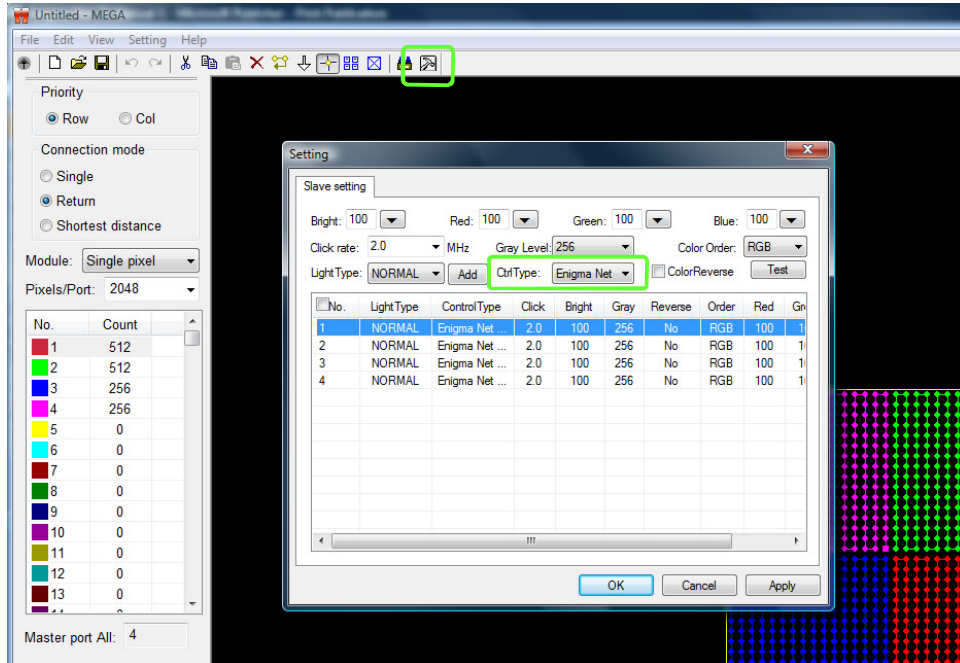 Untitled - MEGA
File Edit View Setting Help
Priority
Row Col
Connection mode
Single
Return
Shortest distance
Module: Single pixel
Pixels/Port: 2048
No. Count
1 512
2 512
3 256
4 256
5 0
6 0
7 0
8 0
9 0
10 0
11 0
12 0
13 0
Master port All: 4
Setting
Slave setting
Bright: 100 Red: 100 Green: 100 Blue: 100
Click rate: 2.0 MHz Gray Level: 256 Color Order: RGB
Light Type: NORMAL Add CtrlType: Enigma Net ColorReverse Test
No. LightType ControlType Click Bright Gray Reverse Order Red Gr
1 NORMAL Enigma Net ... 2.0 100 256 No RGB 100
2 NORMAL Enigma Net ... 2.0 100 256 No RGB 100
3 NORMAL Enigma Net ... 2.0 100 256 No RGB 100
4 NORMAL Enigma Net ... 2.0 100 256 No RGB 100
OK Cancel Apply